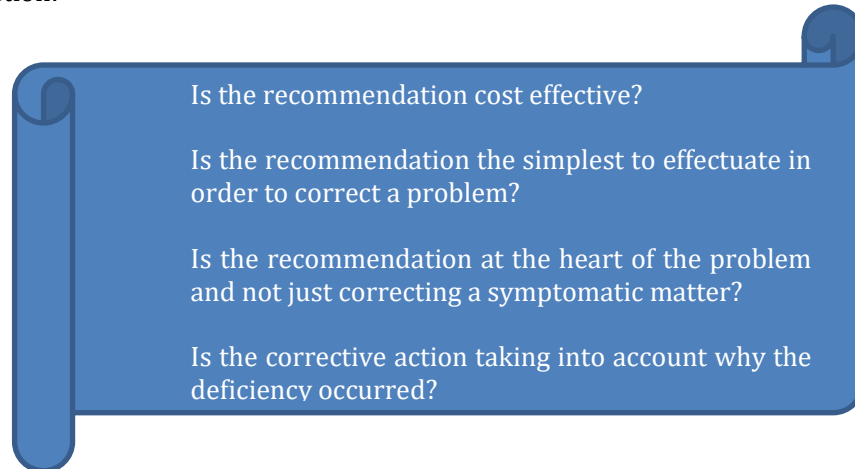 Is the recommendation cost effective?
Is the recommendation the simplest to effectuate in
order to correct a problem?
Is the recommendation at the heart of the problem
and not just correcting a symptomatic matter?
Is the corrective action taking into account why the
deficiency occurred?